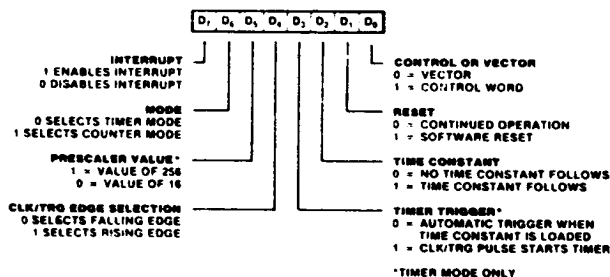 D7 D6 D5 D4 D3 D2 D1 D0
INTERRUPT
1 ENABLES INTERRUPT
0 DISABLES INTERRUPT
MODE
0 SELECTS TIMER MODE
1 SELECTS COUNTER MODE
PRESCALER VALUE*
1 = VALUE OF 256
0 = VALUE OF 16
CLK/TRG EDGE SELECTION
0 SELECTS FALLING EDGE
1 SELECTS RISING EDGE
CONTROL OR VECTOR
0 = VECTOR
1 = CONTROL WORD
RESET
0 = CONTINUED OPERATION
1 = SOFTWARE RESET
TIME CONSTANT
0 = NO TIME CONSTANT FOLLOWS
1 = TIME CONSTANT FOLLOWS
TIMER TRIGGER*
0 = AUTOMATIC TRIGGER WHEN
TIME CONSTANT IS LOADED
1 = CLK/TRG PULSE STARTS TIMER
*TIMER MODE ONLY